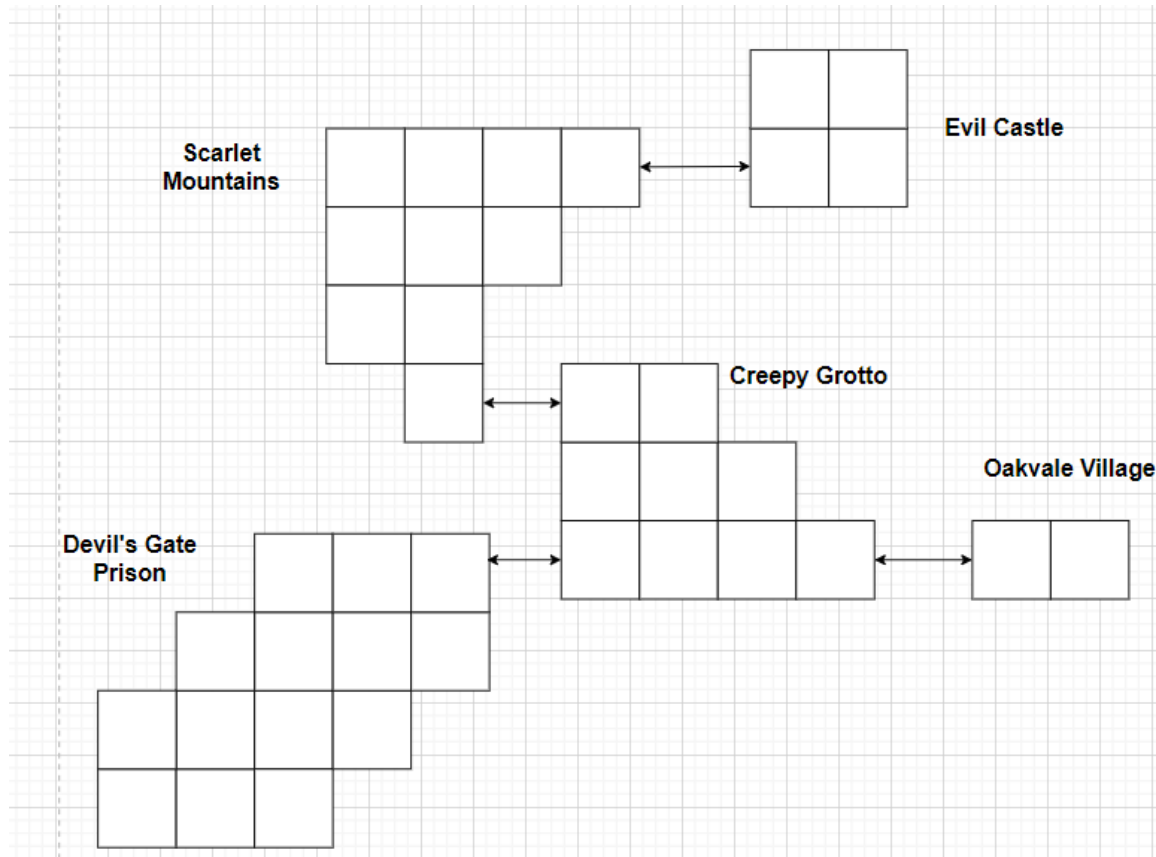 Evil Castle
Scarlet
Mountains
Creepy Grotto
Oakvale Village
Devil's Gate
Prison